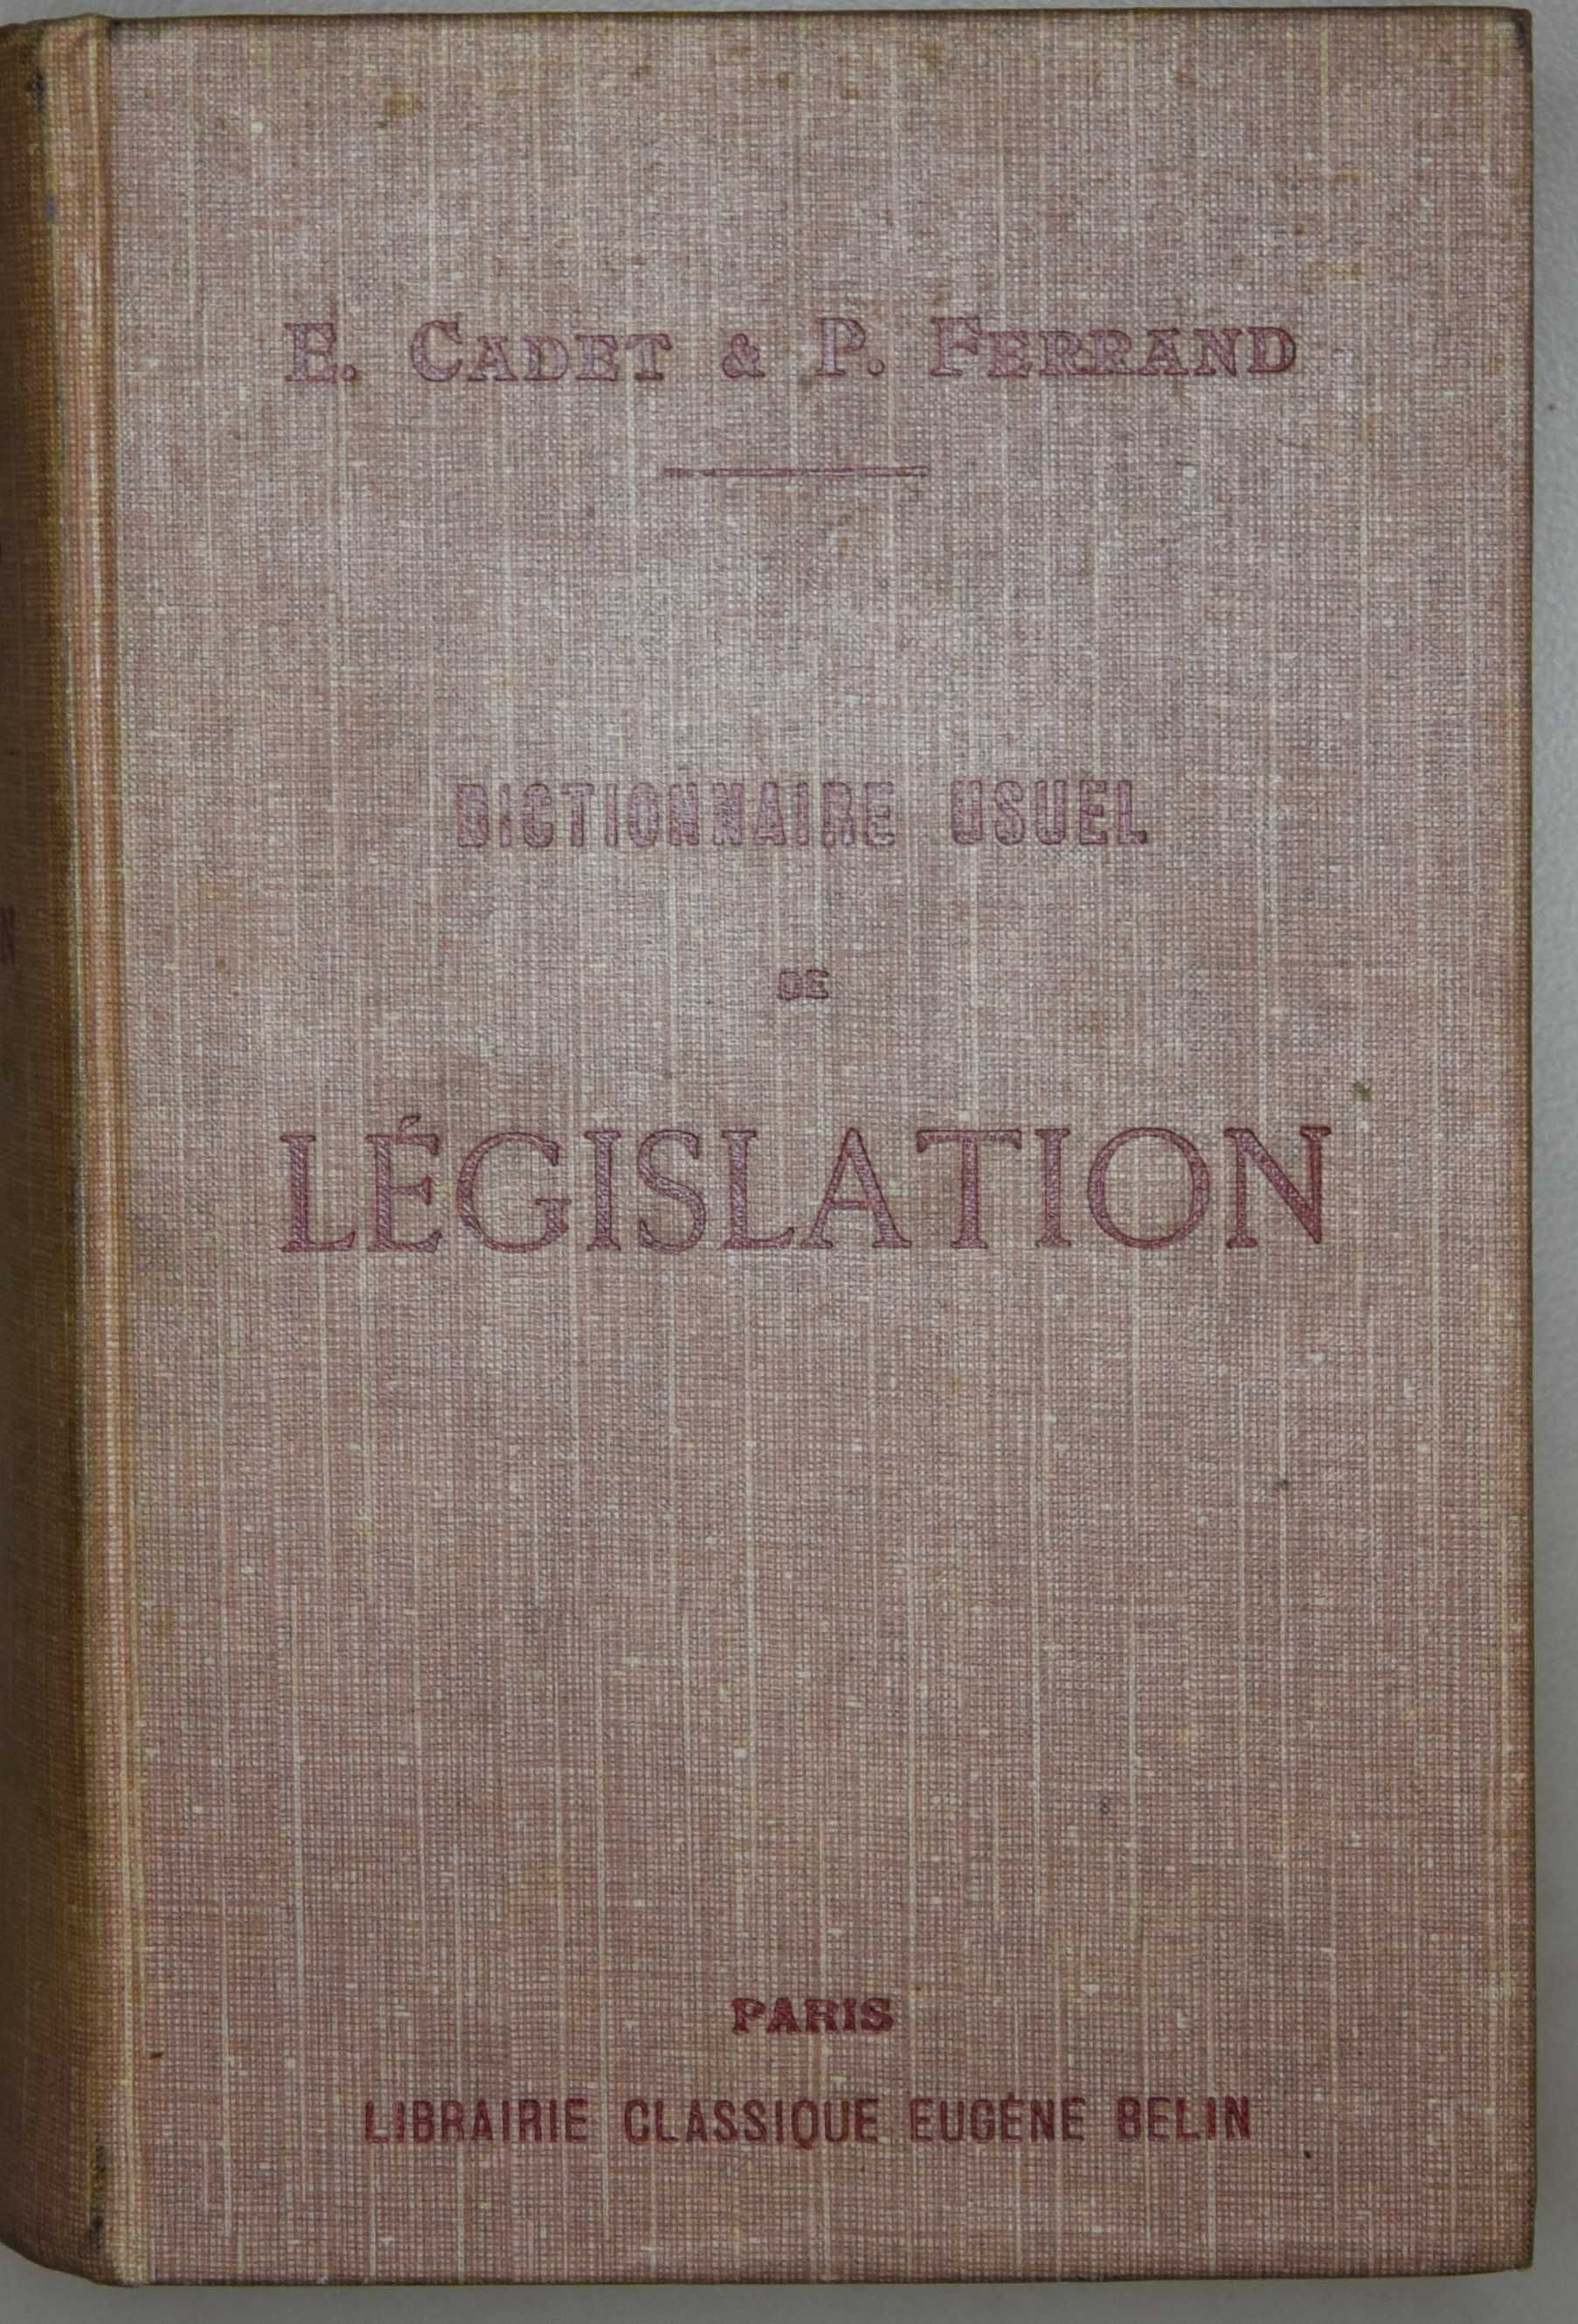 E. CADET & P. FERRAND
DICTIONNAIRE USUEL
DE
LÉGISLATION
PARIS
LIBRAIRIE CLASSIQUE EUGÈNE BELIN